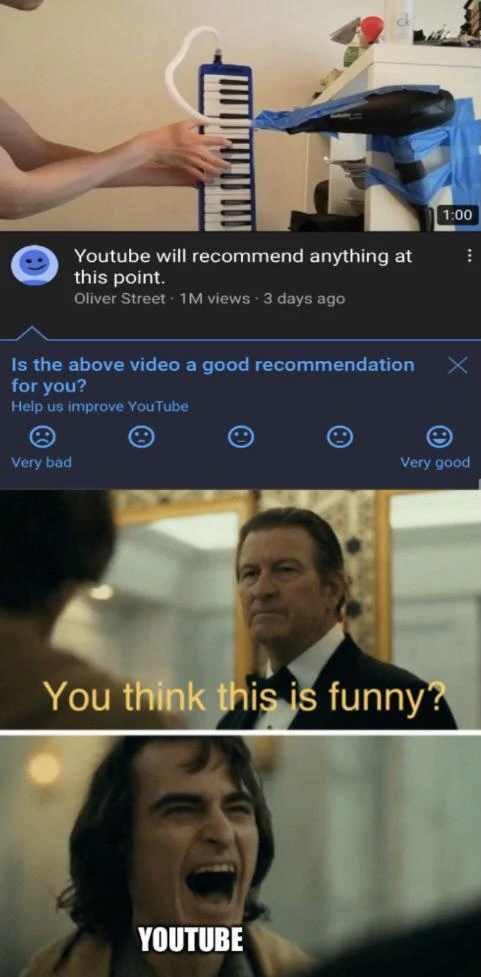 1:00
Youtube will recommend anything at
this point.
Oliver Street · 1M views · 3 days ago
Is the above video a good recommendation
for you?
Help us improve YouTube
Very bad
Very good
You think this is funny?
YOUTUBE